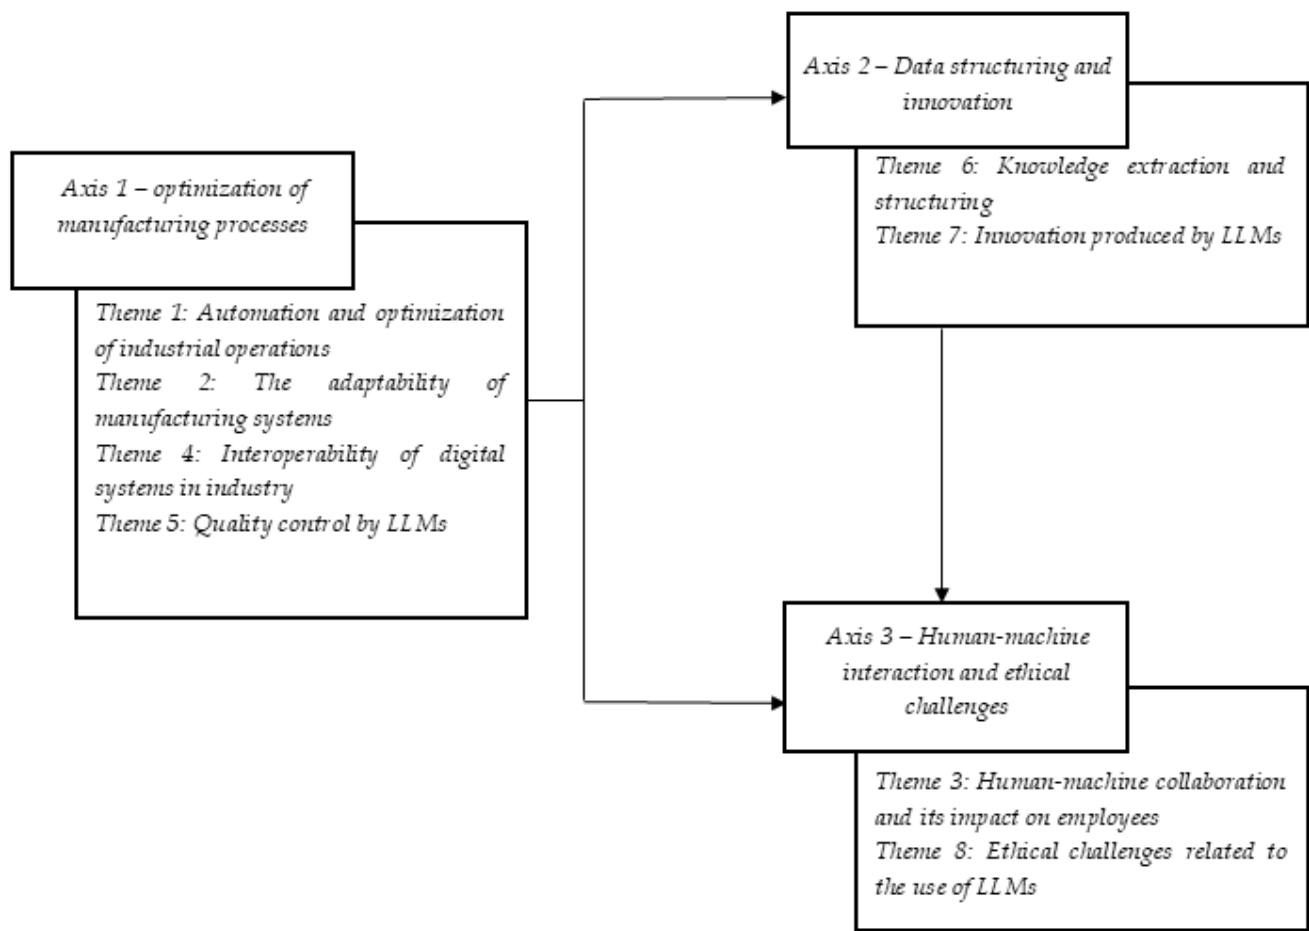 Axis 1 – optimization of
manufacturing processes
Theme 1: Automation and optimization
of industrial operations
Theme 2: The adaptability of
manufacturing systems
Theme 4: Interoperability of digital
systems in industry
Theme 5: Quality control by LLMs
Axis 2 – Data structuring and
innovation
Theme 6: Knowledge extraction and
structuring
Theme 7: Innovation produced by LLMs
Axis 3 – Human-machine
interaction and ethical
challenges
Theme 3: Human-machine collaboration
and its impact on employees
Theme 8: Ethical challenges related to
the use of LLMs